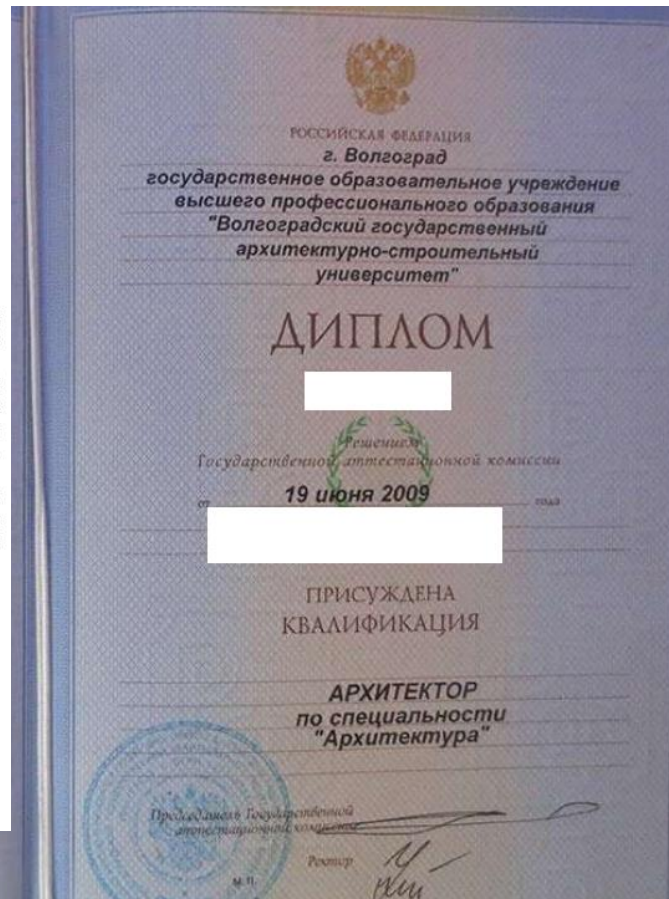 РОССИЙСКАЯ ФЕДЕРАЦИЯ
г. Волгоград
государственное образовательное учреждение
высшего профессионального образования
"Волгоградский государственный
архитектурно-строительный
университет"
ДИПЛОМ
Решением
Государственной аттестационной комиссии
от 19 июня 2009 года
ПРИСУЖДЕНА
КВАЛИФИКАЦИЯ
АРХИТЕКТОР
по специальности
"Архитектура"
Председатель Государственной
аттестационной комиссии
Ректор
М.П.